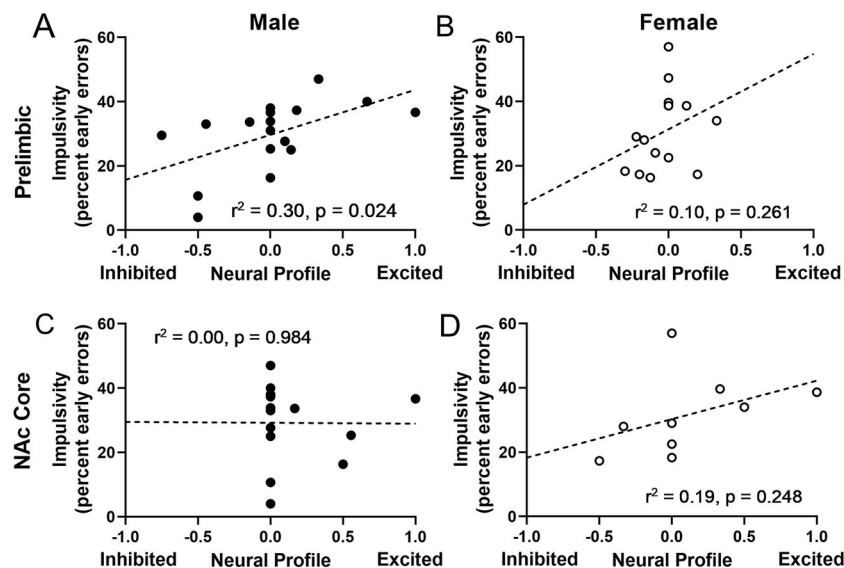 Male
Female
Prelimbic
NAc Core
A
Impulsivity
(percent early errors)
60
40
20
0
r² = 0.30, p = 0.024
-1.0
-0.5
0.0
0.5
1.0
Inhibited
Neural Profile
Excited
B
Impulsivity
(percent early errors)
60
40
20
0
r² = 0.10, p = 0.261
-1.0
-0.5
0.0
0.5
1.0
Inhibited
Neural Profile
Excited
C
Impulsivity
(percent early errors)
60
40
20
0
r² = 0.00, p = 0.984
-1.0
-0.5
0.0
0.5
1.0
Inhibited
Neural Profile
Excited
D
Impulsivity
(percent early errors)
60
40
20
0
r² = 0.19, p = 0.248
-1.0
-0.5
0.0
0.5
1.0
Inhibited
Neural Profile
Excited